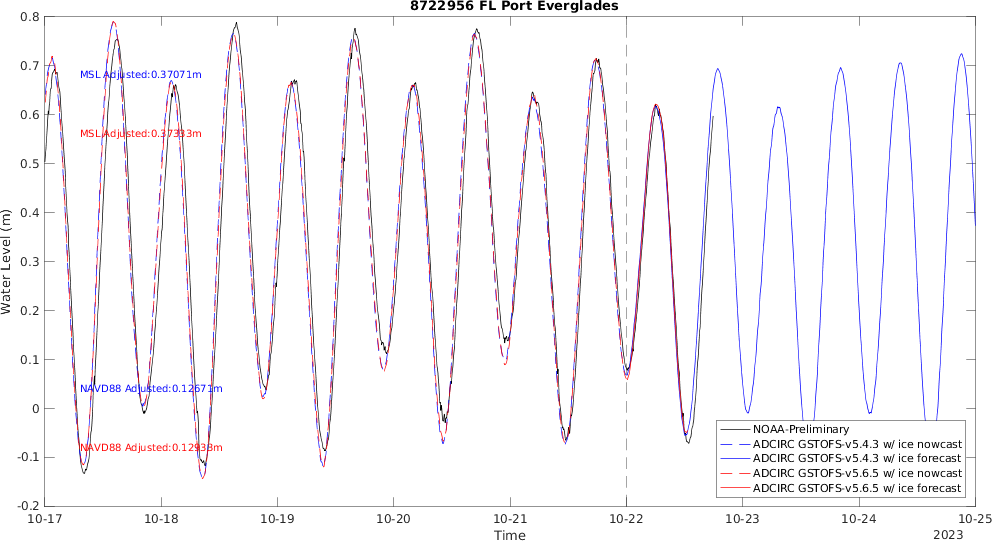 8722956 FL Port Everglades
0.8
0.7
0.6
0.5
0.4
0.3
0.2
0.1
0
-0.1
-0.2
Water Level (m)
MSL Adjusted:0.37071m
MSL Adjusted:0.37333m
NAVD88 Adjusted:0.12671m
NAVD88 Adjusted:0.12933m
NOAA-Preliminary
ADCIRC GSTOFS-v5.4.3 w/ ice nowcast
ADCIRC GSTOFS-v5.4.3 w/ ice forecast
ADCIRC GSTOFS-v5.6.5 w/ ice nowcast
ADCIRC GSTOFS-v5.6.5 w/ ice forecast
10-17 10-18 10-19 10-20 10-21 10-22 10-23 10-24 10-25
Time
2023